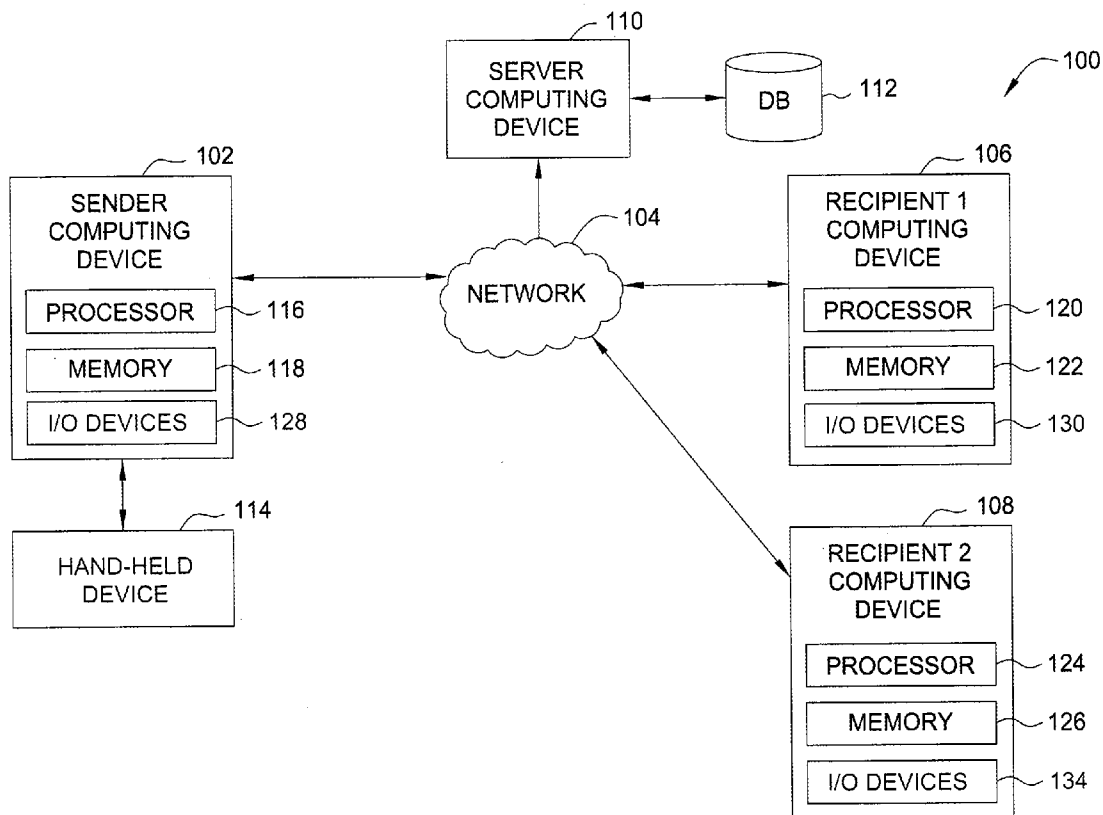 110
SERVER
COMPUTING
DEVICE
DB
112
100
102
SENDER
COMPUTING
DEVICE
PROCESSOR
116
MEMORY
118
I/O DEVICES
128
114
HAND-HELD
DEVICE
104
NETWORK
106
RECIPIENT 1
COMPUTING
DEVICE
PROCESSOR
120
MEMORY
122
I/O DEVICES
130
108
RECIPIENT 2
COMPUTING
DEVICE
PROCESSOR
124
MEMORY
126
I/O DEVICES
134